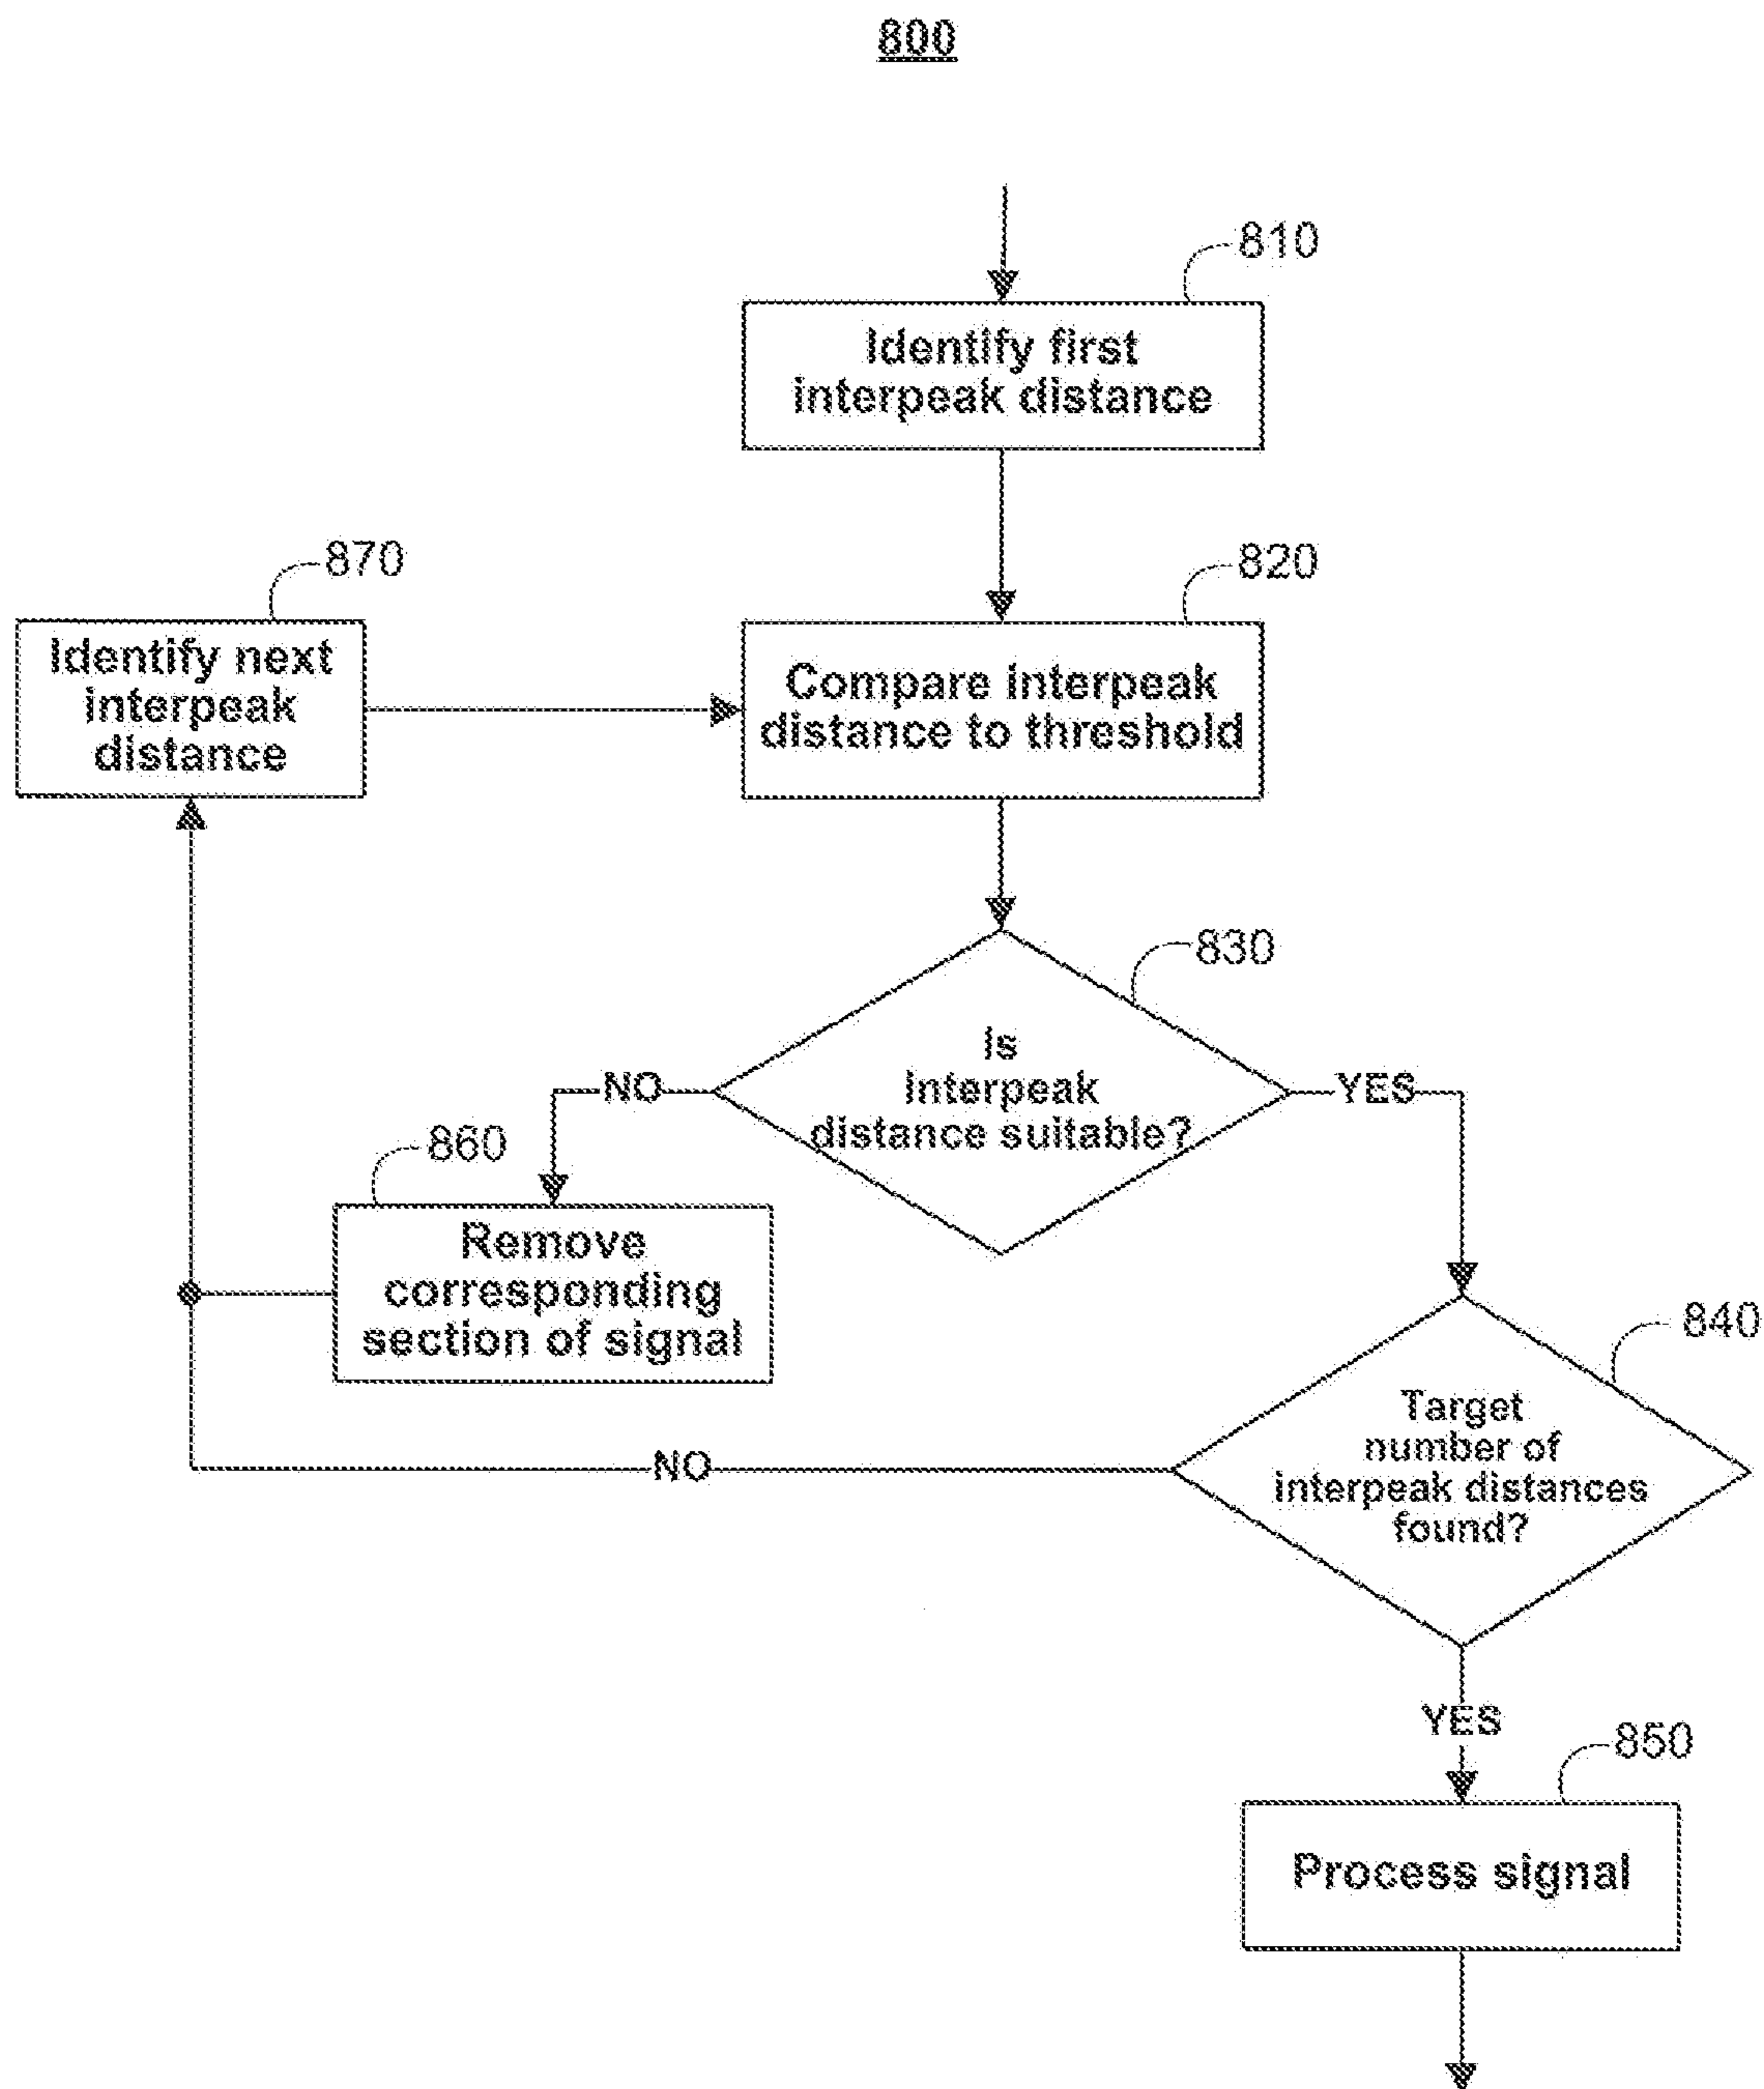 800
810
Identify first
interpeak distance
870
820
Identify next
interpeak
distance
Compare interpeak
distance to threshold
830
Is
interpeak
distance suitable?
NO
YES
860
Remove
corresponding
section of signal
840
Target
number of
interpeak distances
found?
NO
YES
850
Process signal